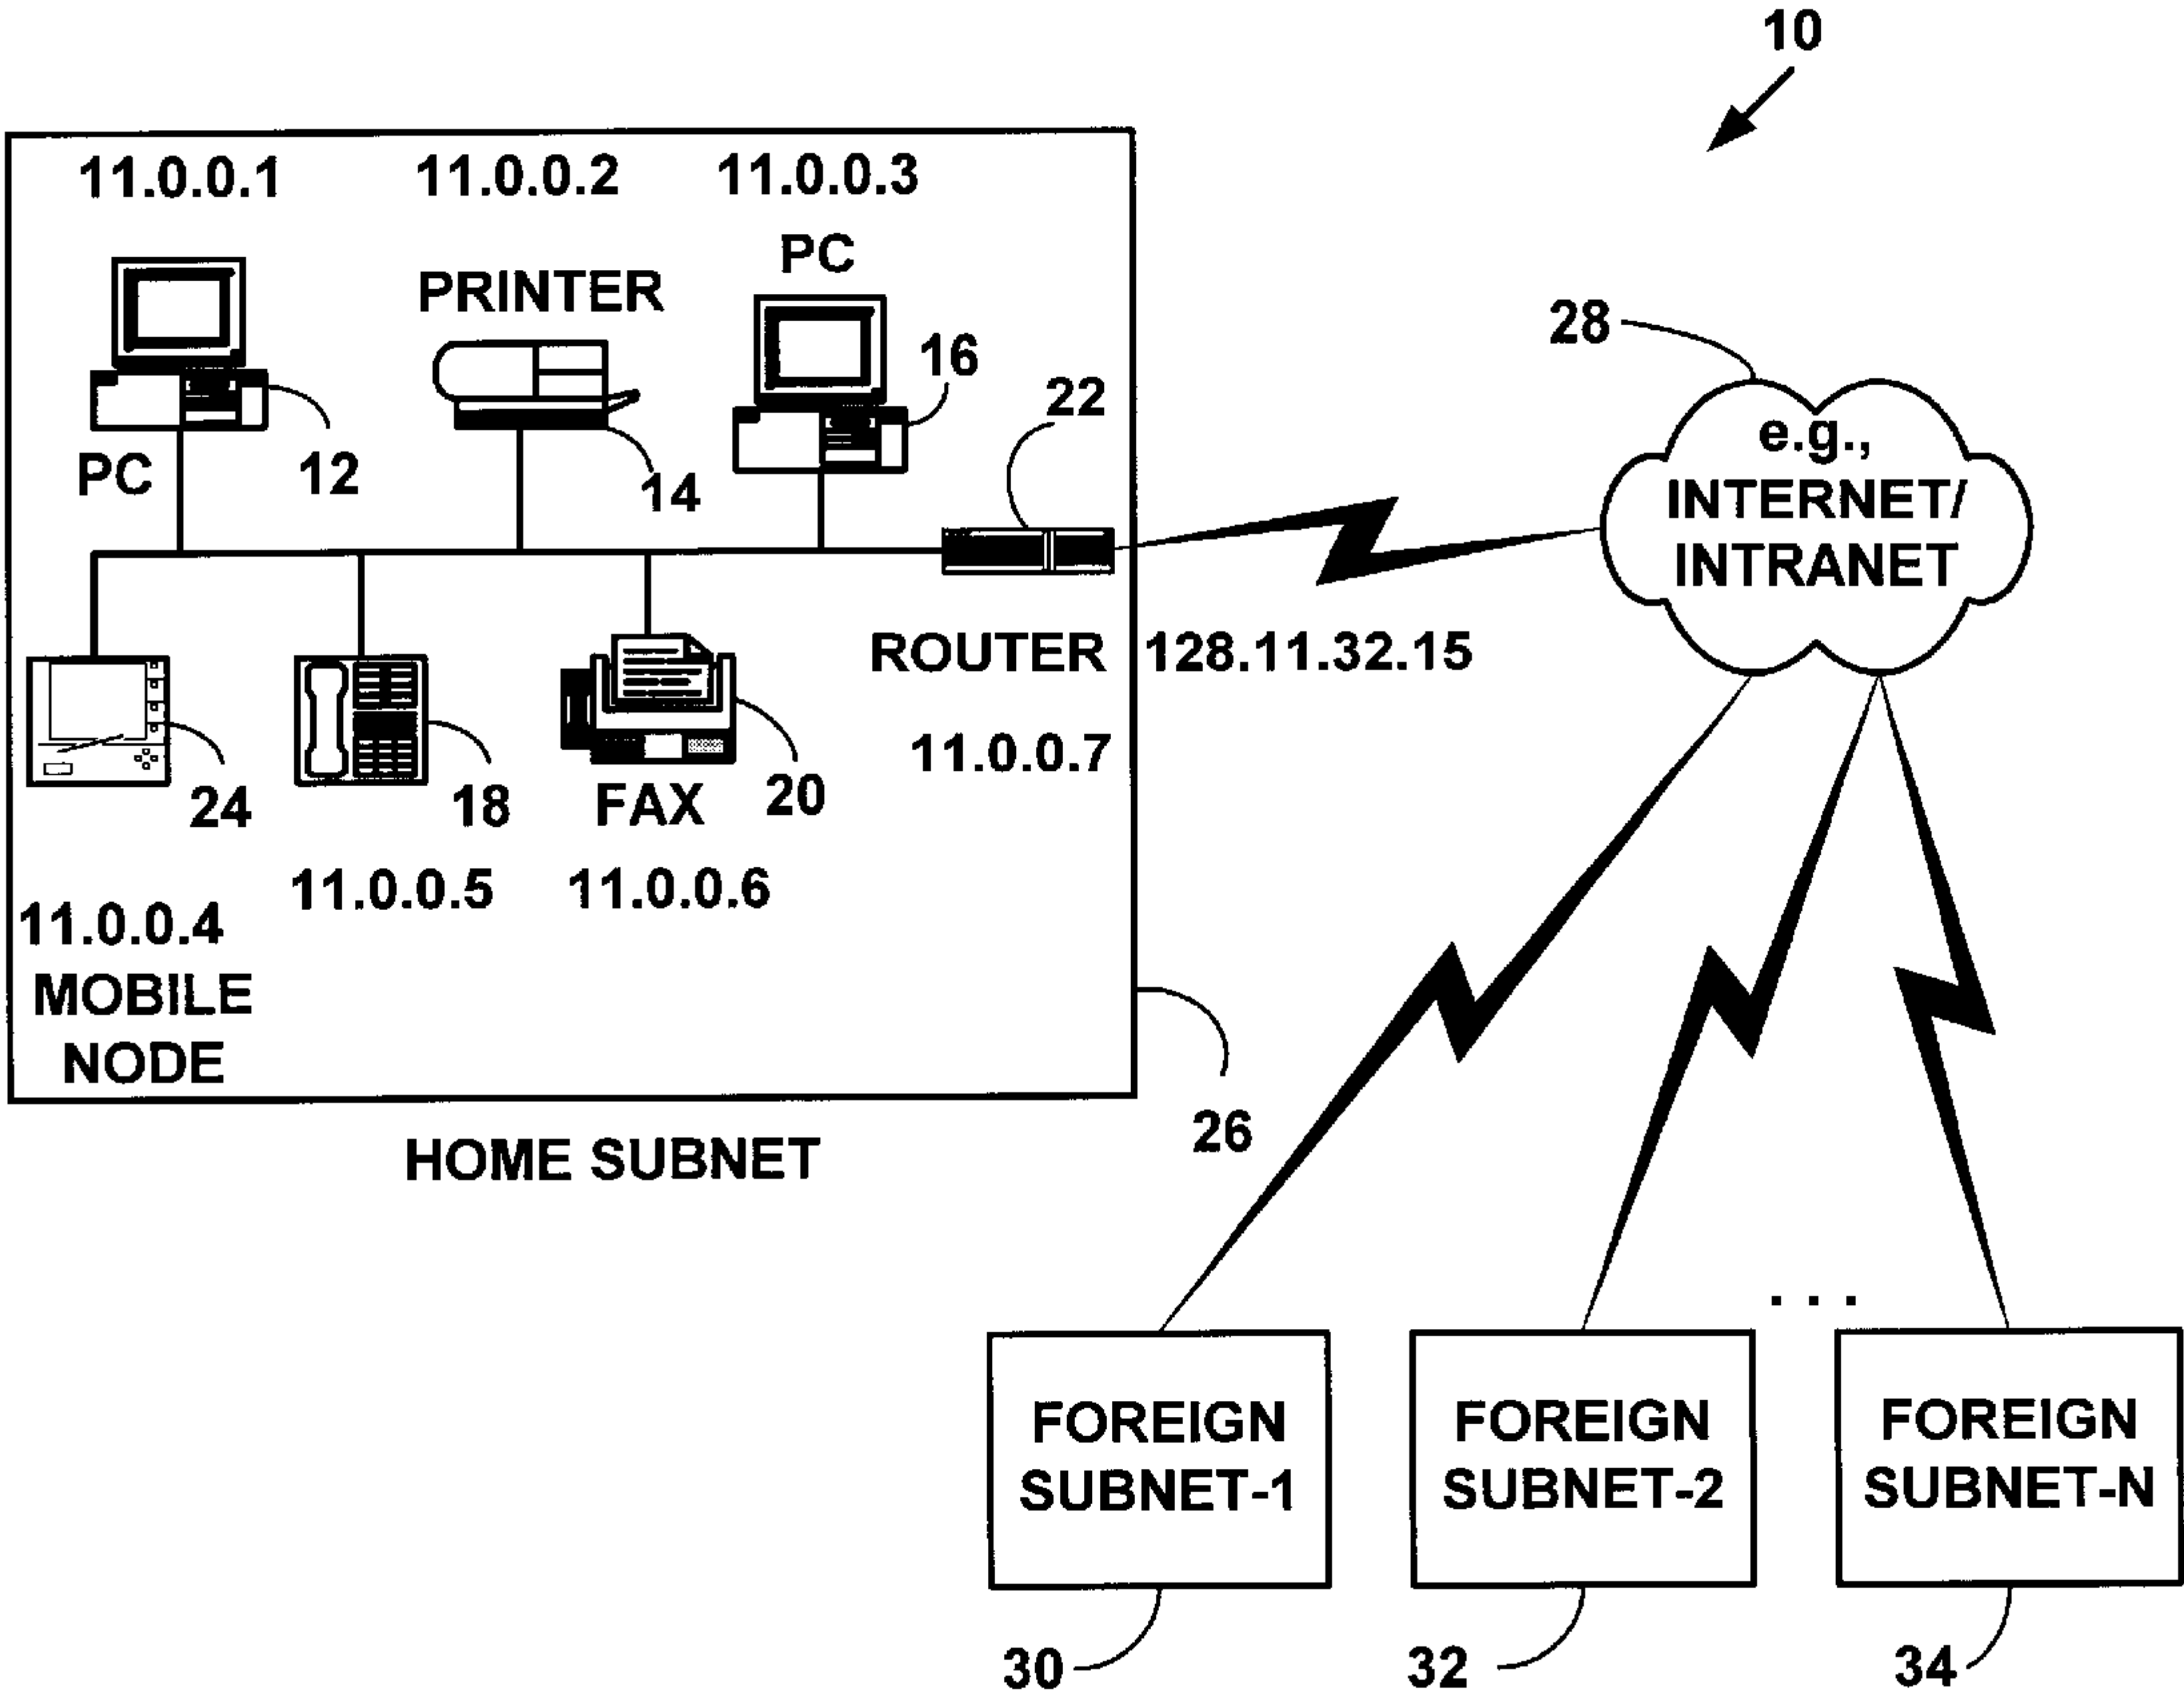 10
11.0.0.1
11.0.0.2
11.0.0.3
PC
PRINTER
28
16
22
e.g.,
INTERNET/
INTRANET
PC
12
14
ROUTER
128.11.32.15
11.0.0.7
24
18
FAX
20
11.0.0.5
11.0.0.6
11.0.0.4
MOBILE
NODE
26
HOME SUBNET
. . .
FOREIGN
SUBNET-1
FOREIGN
SUBNET-2
FOREIGN
SUBNET-N
30
32
34